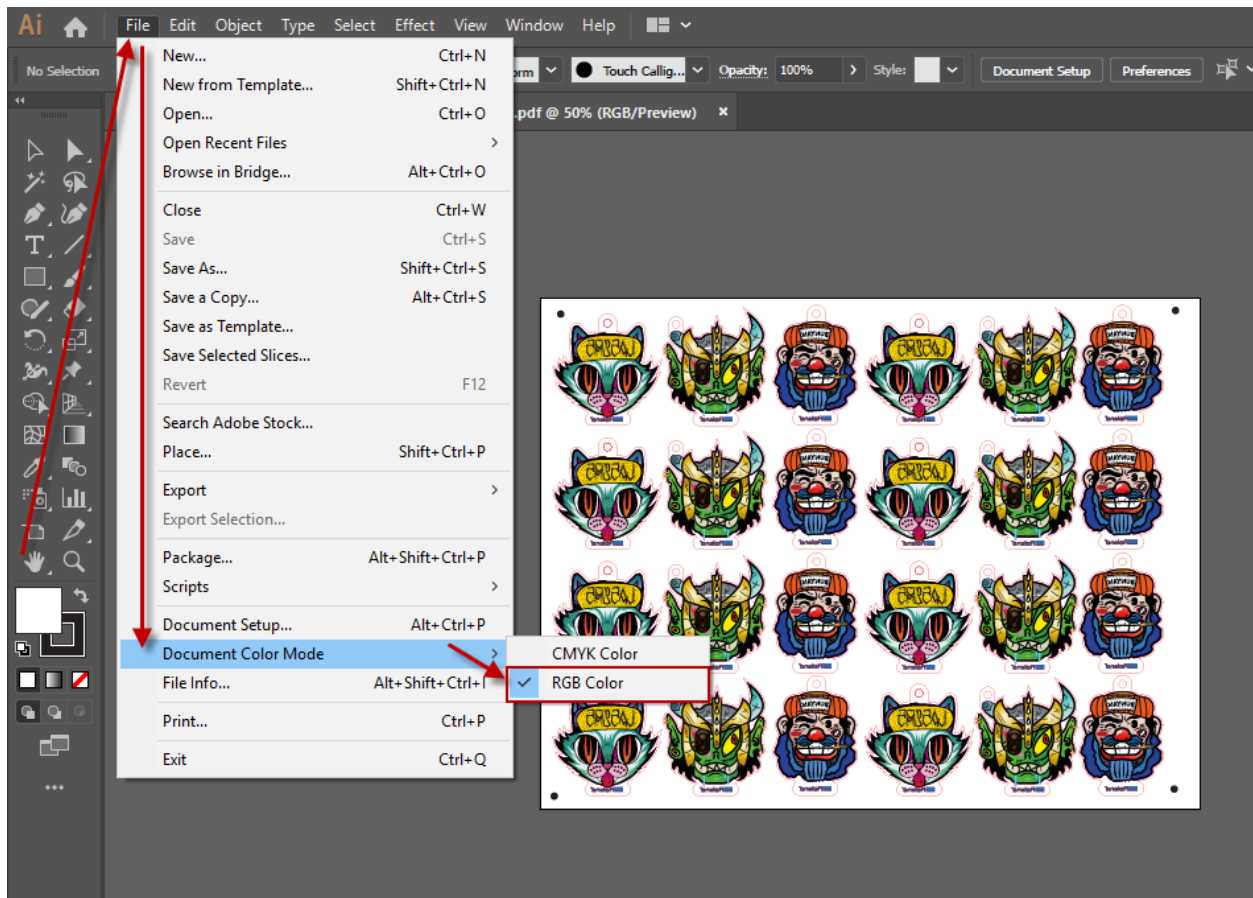 Ai File Edit Object Type Select Effect View Window Help
No Selection orm Touch Callig... Opacity: 100% Style: Document Setup Preferences
.pdf @ 50% (RGB/Preview) ×
New... Ctrl+N
New from Template... Shift+Ctrl+N
Open... Ctrl+O
Open Recent Files
Browse in Bridge... Alt+Ctrl+O
Close Ctrl+W
Save Ctrl+S
Save As... Shift+Ctrl+S
Save a Copy... Alt+Ctrl+S
Save as Template...
Save Selected Slices...
Revert F12
Search Adobe Stock...
Place... Shift+Ctrl+P
Export
Export Selection...
Package... Alt+Shift+Ctrl+P
Scripts
Document Setup... Alt+Ctrl+P
Document Color Mode
CMYK Color
File Info... Alt+Shift+Ctrl+I
RGB Color
Print... Ctrl+P
Exit Ctrl+Q